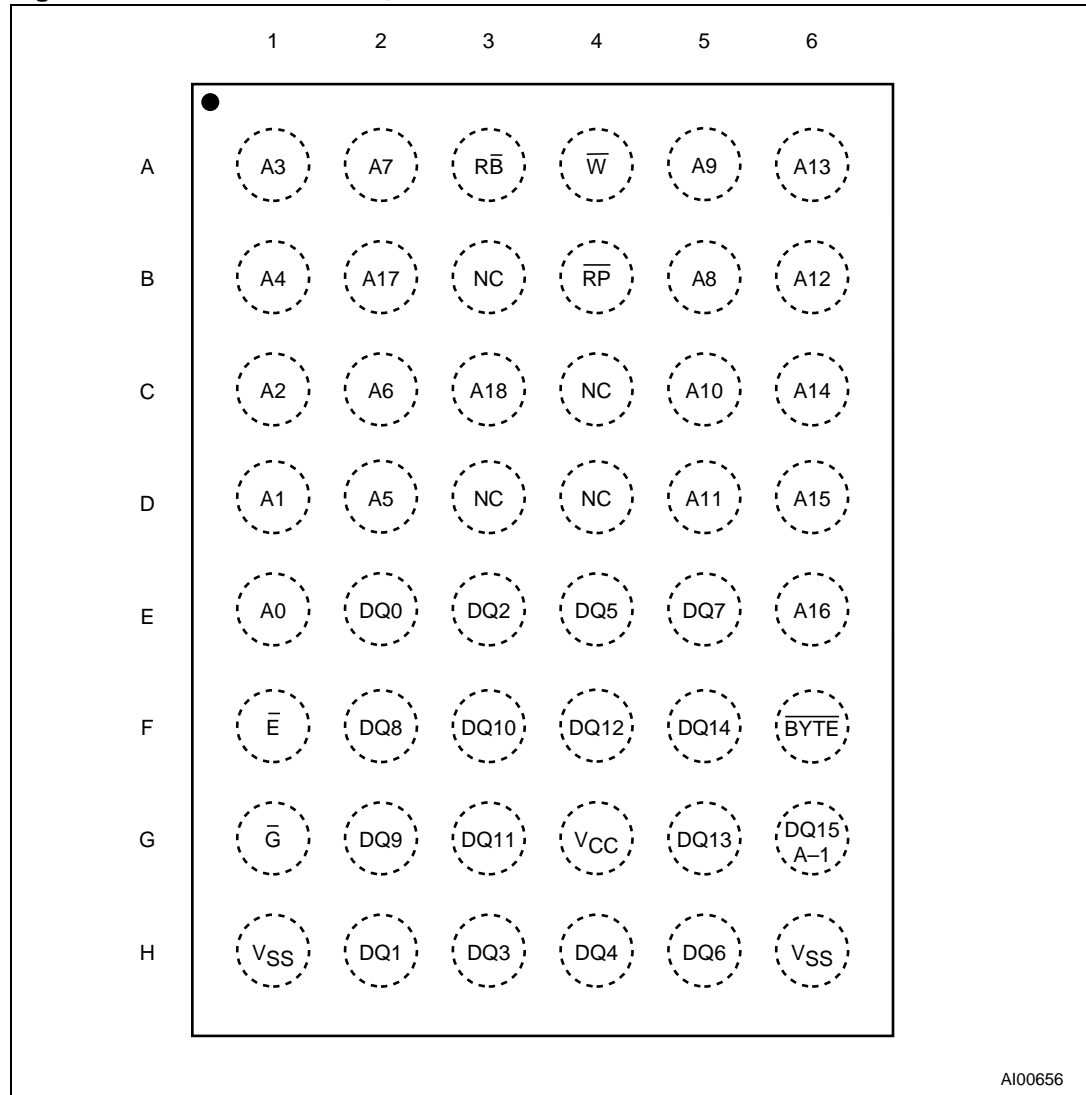 1 2 3 4 5 6
A A3 A7 RB̅ W̅ A9 A13
B A4 A17 NC R̅P̅ A8 A12
C A2 A6 A18 NC A10 A14
D A1 A5 NC NC A11 A15
E A0 DQ0 DQ2 DQ5 DQ7 A16
F E̅ DQ8 DQ10 DQ12 DQ14 B̅Y̅T̅E̅
G G̅ DQ9 DQ11 VCC DQ13 DQ15
A–1
H VSS DQ1 DQ3 DQ4 DQ6 VSS
AI00656